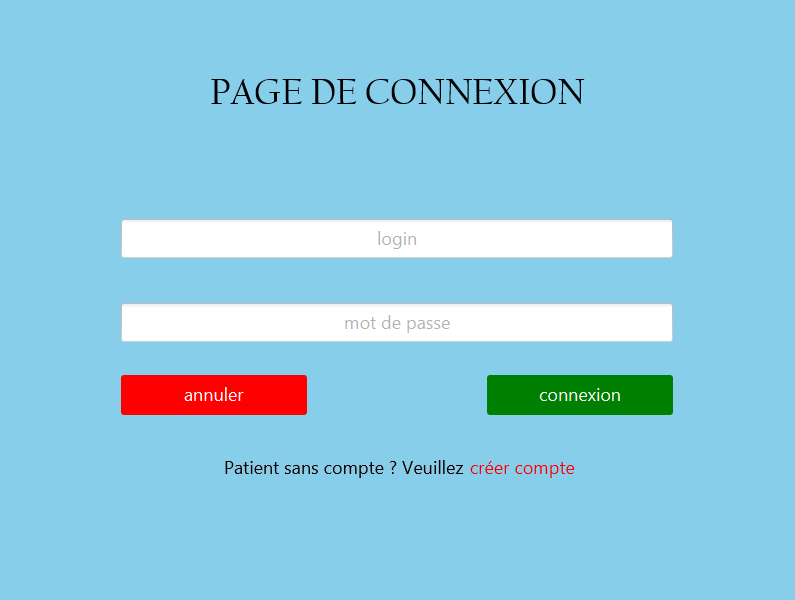 PAGE DE CONNEXION
login
mot de passe
annuler connexion
Patient sans compte ? Veuillez créer compte